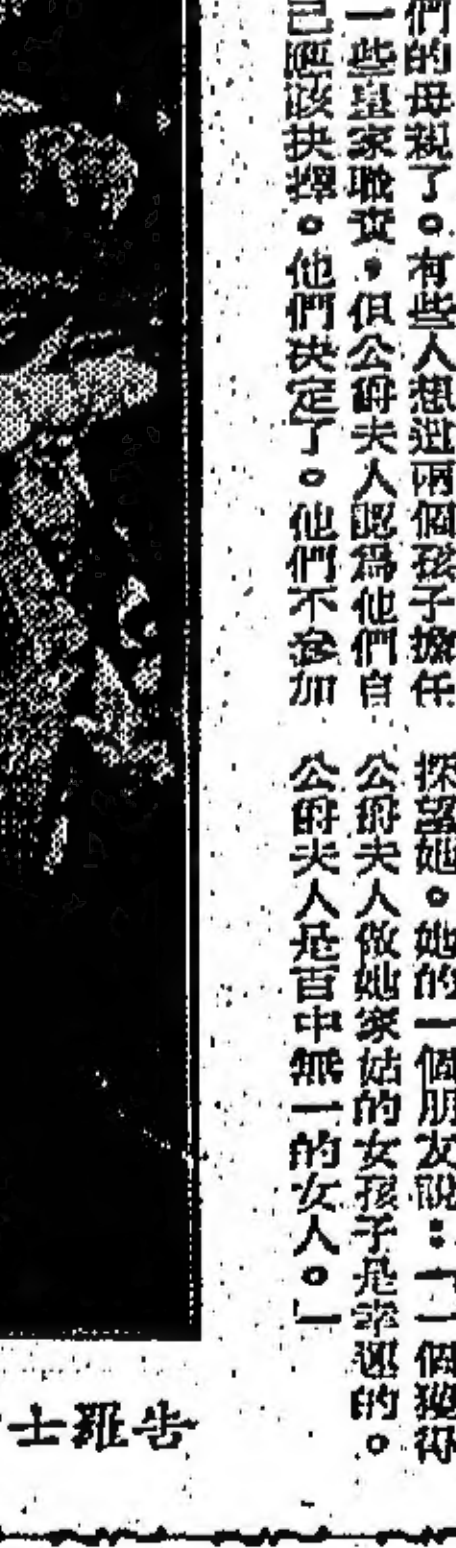 們的母親了。有些人想兩個孩子擔任
一些皇家職責,但公爵夫人認為他們自
己應該抉擇。他們決定了。他們不參加
探望她。她的一個朋友說:「一個獲得
公爵夫人做她家姑的女孩子是幸運的。
公爵夫人是百中無一的女人。」
告羅士